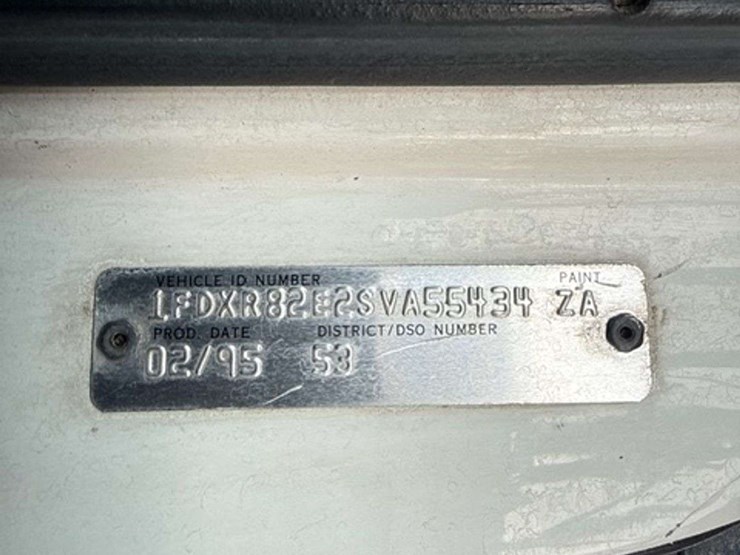 VEHICLE ID NUMBER PAINT
1FDXR82E2SVA55434 ZA
PROD. DATE DISTRICT/DSO NUMBER
02/95 53